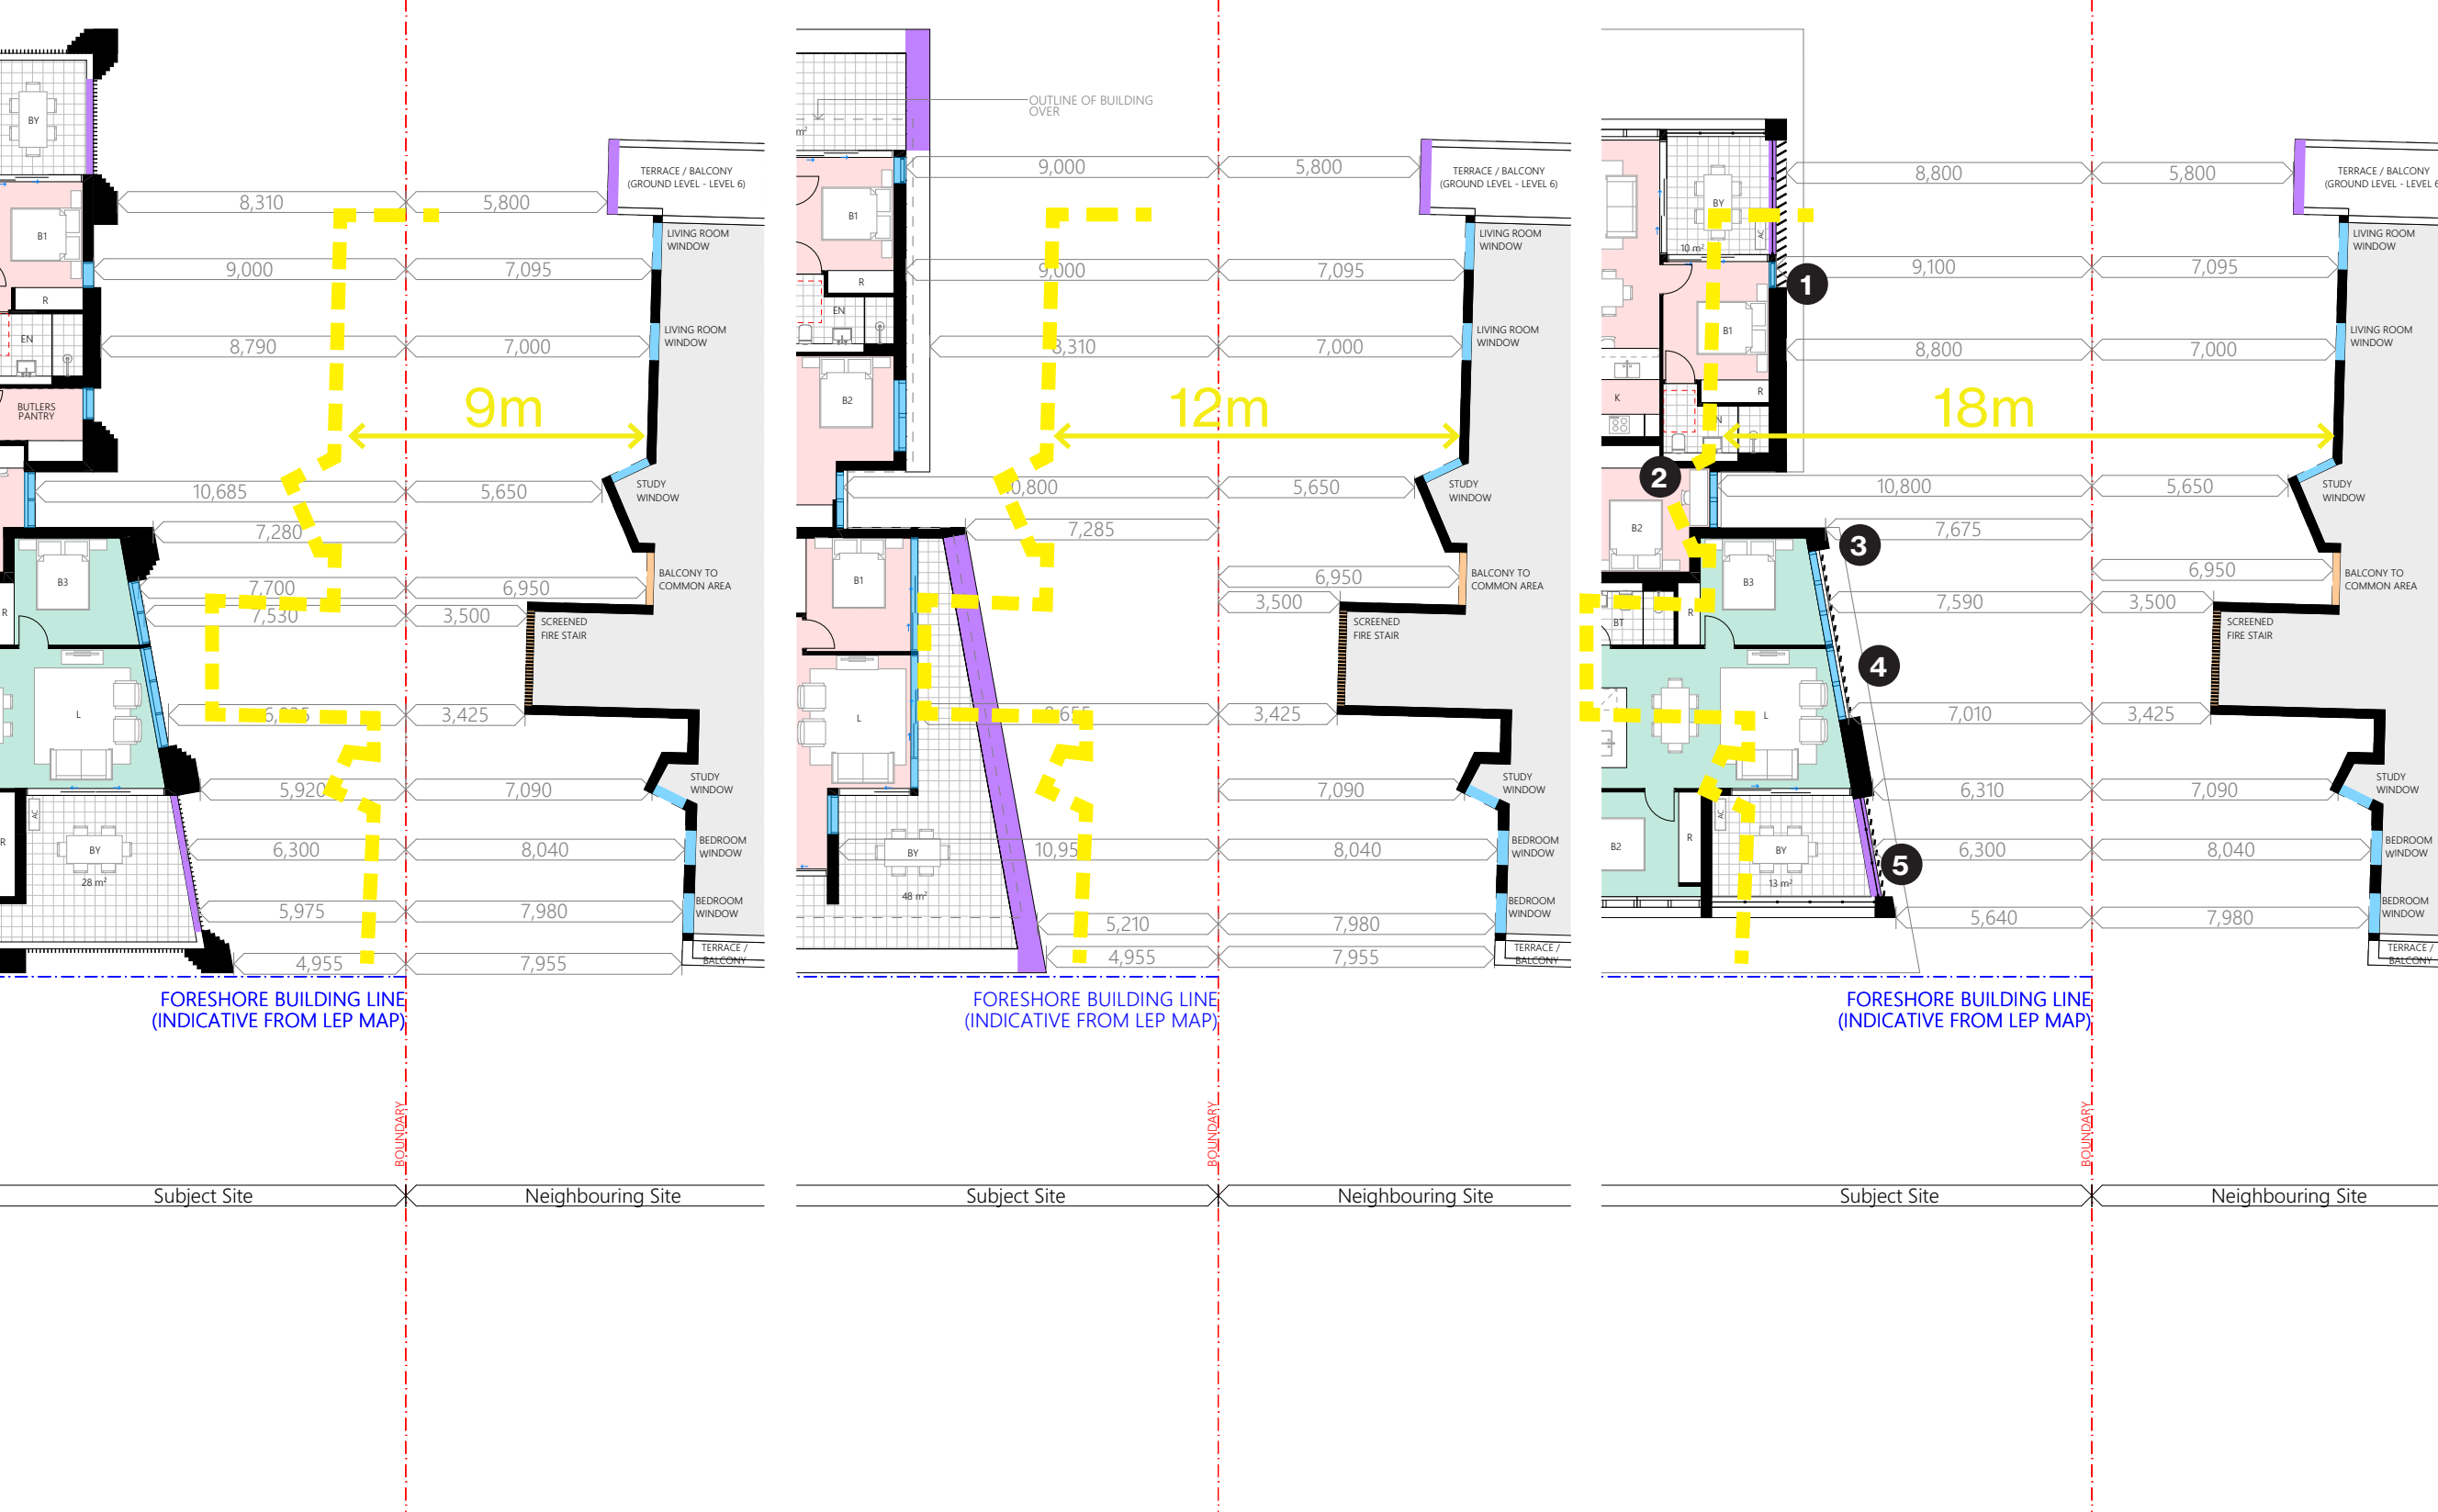 BY
B1
R
EN
BUTLERS
PANTRY
B3
R
L
AC
R
BY
28 m²
8,310
5,800
9,000
7,095
8,790
7,000
9m
10,685
5,650
7,280
7,700
6,950
7,530
3,500
3,425
5,920
7,090
6,300
8,040
5,975
7,980
4,955
7,955
TERRACE / BALCONY
(GROUND LEVEL - LEVEL 6)
LIVING ROOM
WINDOW
LIVING ROOM
WINDOW
STUDY
WINDOW
BALCONY TO
COMMON AREA
SCREENED
FIRE STAIR
STUDY
WINDOW
BEDROOM
WINDOW
BEDROOM
WINDOW
TERRACE /
BALCONY
FORESHORE BUILDING LINE
(INDICATIVE FROM LEP MAP)
BOUNDARY
Subject Site
Neighbouring Site
OUTLINE OF BUILDING
OVER
m²
B1
R
EN
B2
B1
L
BY
48 m²
9,000
5,800
9,000
7,095
8,310
7,000
12m
10,800
5,650
7,285
6,950
3,500
3,425
7,090
8,040
5,210
7,980
4,955
7,955
TERRACE / BALCONY
(GROUND LEVEL - LEVEL 6)
LIVING ROOM
WINDOW
LIVING ROOM
WINDOW
STUDY
WINDOW
BALCONY TO
COMMON AREA
SCREENED
FIRE STAIR
STUDY
WINDOW
BEDROOM
WINDOW
BEDROOM
WINDOW
TERRACE /
BALCONY
FORESHORE BUILDING LINE
(INDICATIVE FROM LEP MAP)
BOUNDARY
Subject Site
Neighbouring Site
BY
AC
10 m²
B1
R
K
B2
BT
R
B3
L
B2
R
AC
BY
13 m²
1
2
3
4
5
8,800
5,800
9,100
7,095
8,800
7,000
18m
10,800
5,650
7,675
6,950
7,590
3,500
7,010
3,425
6,310
7,090
6,300
8,040
5,640
7,980
TERRACE / BALCONY
(GROUND LEVEL - LEVEL 6
LIVING ROOM
WINDOW
LIVING ROOM
WINDOW
STUDY
WINDOW
BALCONY TO
COMMON AREA
SCREENED
FIRE STAIR
STUDY
WINDOW
BEDROOM
WINDOW
BEDROOM
WINDOW
TERRACE /
BALCONY
FORESHORE BUILDING LINE
(INDICATIVE FROM LEP MAP)
BOUNDARY
Subject Site
Neighbouring Site